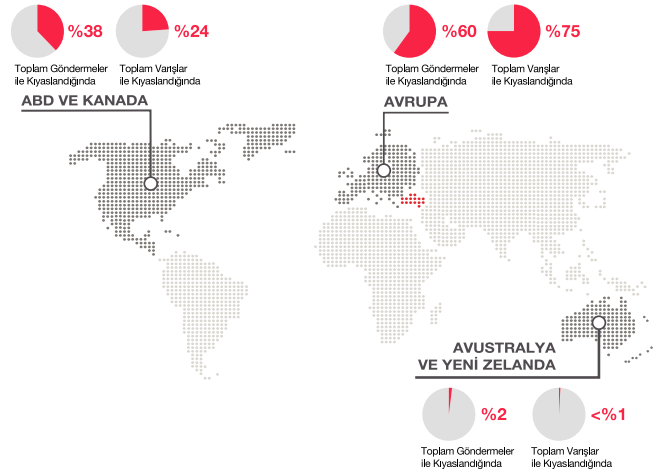 %38
%24
Toplam Göndermeler
ile Kıyaslandığında
Toplam Varışlar
ile Kıyaslandığında
ABD VE KANADA
%60
%75
Toplam Göndermeler
ile Kıyaslandığında
Toplam Varışlar
ile Kıyaslandığında
AVRUPA
AVUSTRALYA
VE YENİ ZELANDA
%2
<%1
Toplam Göndermeler
ile Kıyaslandığında
Toplam Varışlar
ile Kıyaslandığında